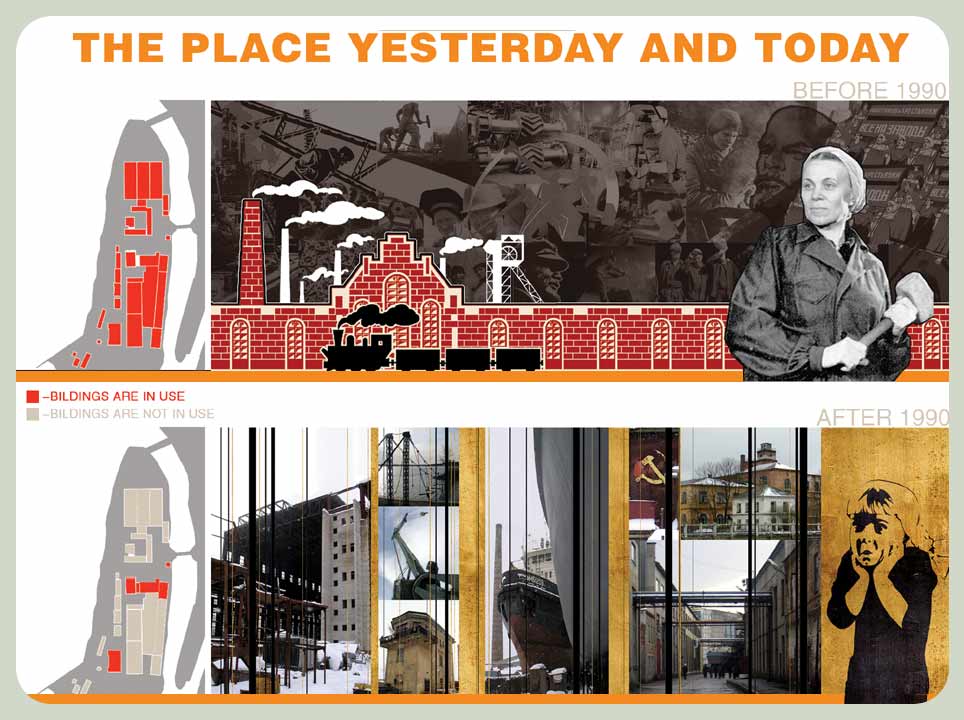 THE PLACE YESTERDAY AND TODAY
BEFORE 1990
–BILDINGS ARE IN USE
–BILDINGS ARE NOT IN USE
AFTER 1990